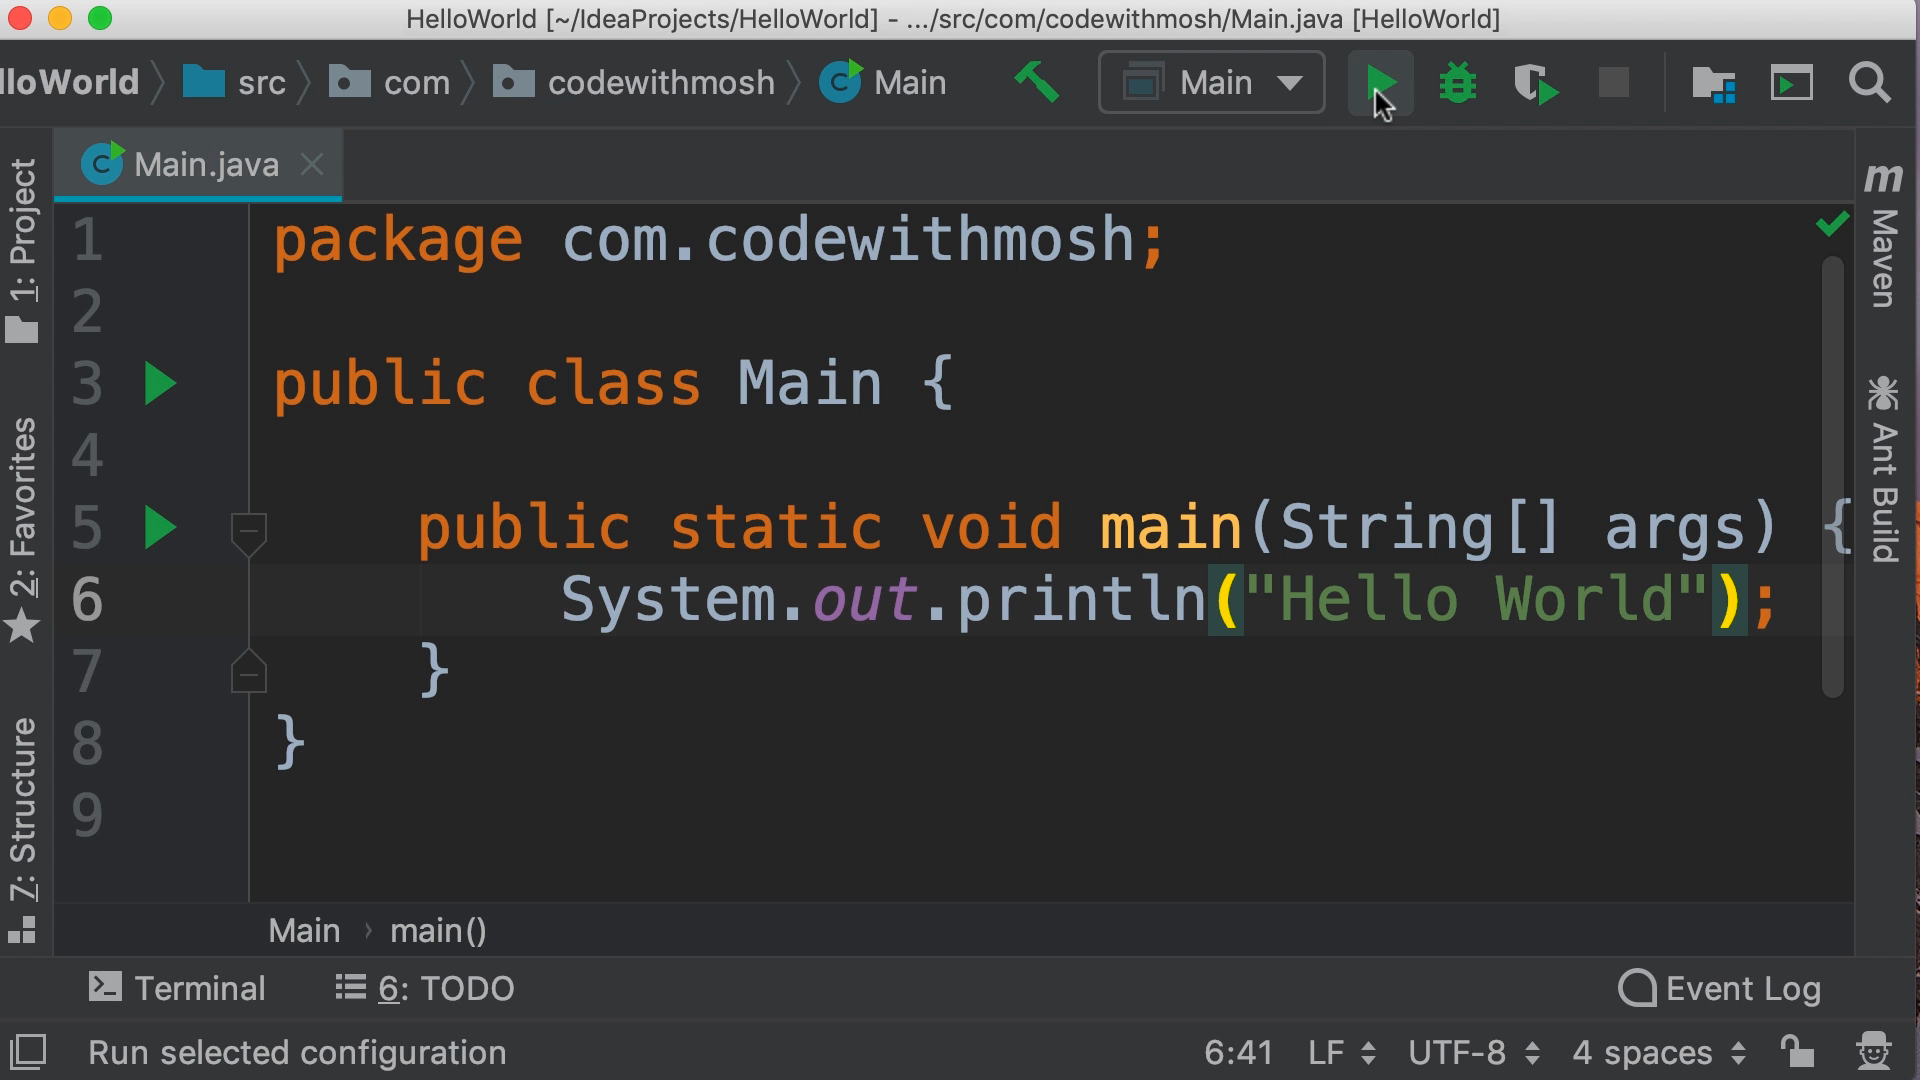 HelloWorld [~/IdeaProjects/HelloWorld] - .../src/com/codewithmosh/Main.java [HelloWorld]
lloWorld src com codewithmosh Main Main
Main.java
1: Project
2: Favorites
7: Structure
1 package com.codewithmosh;
2
3 public class Main {
4
5 public static void main(String[] args) {
6 System.out.println("Hello World");
7 }
8 }
9
Maven
Ant Build
Main › main()
Terminal 6: TODO Event Log
Run selected configuration 6:41 LF UTF-8 4 spaces